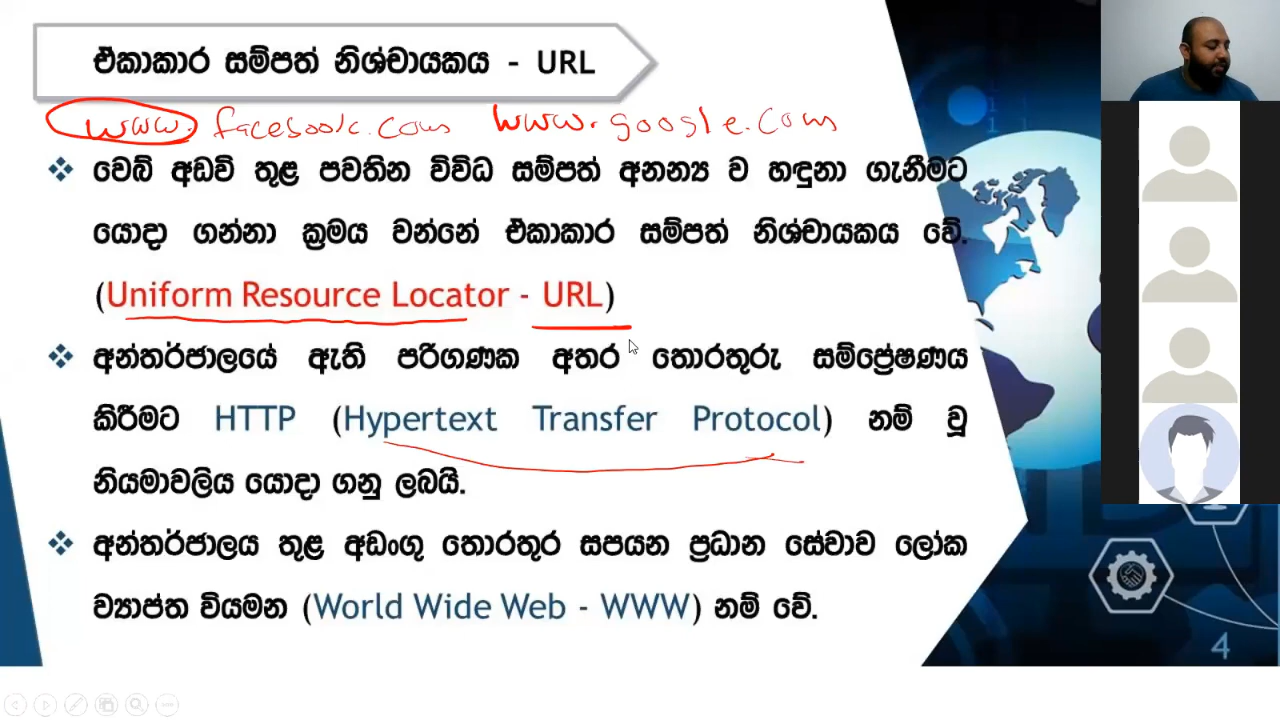 ඒකාකාර සම්පත් නිශ්චායකය - URL
www. facebook.com www.google.com
වෙබ් අඩවි තුළ පවතින විවිධ සම්පත් අනන්‍ය ව හඳුනා ගැනීමට
යොදා ගන්නා ක්‍රමය වන්නේ ඒකාකාර සම්පත් නිශ්චායකය වේ.
(Uniform Resource Locator - URL)
අන්තර්ජාලයේ ඇති පරිගණක අතර තොරතුරු සම්ප්‍රේෂණය
කිරීමට HTTP (Hypertext Transfer Protocol) නම් වූ
නියමාවලිය යොදා ගනු ලබයි.
අන්තර්ජාලය තුළ අඩංගු තොරතුර සපයන ප්‍රධාන සේවාව ලෝක
ව්‍යාප්ත වියමන (World Wide Web - WWW) නම් වේ.
4